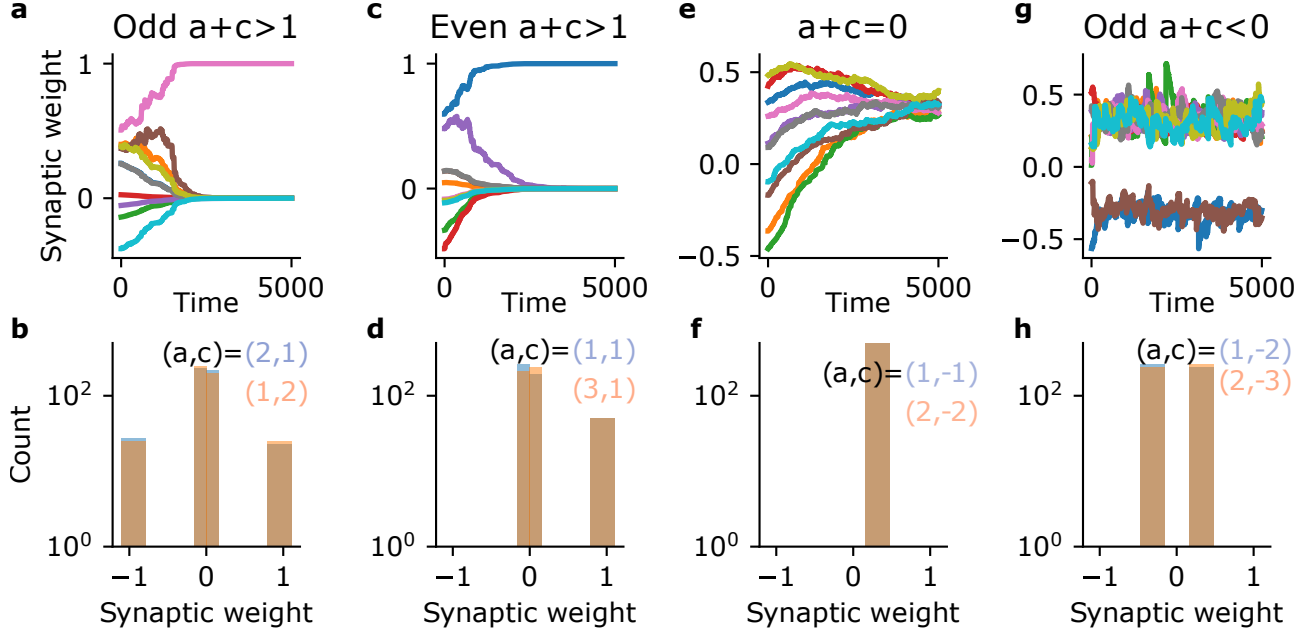 a
Odd a+c>1
c
Even a+c>1
e
a+c=0
g
Odd a+c<0
Synaptic weight
1
0
0
5000
Time
1
0
0
5000
Time
0.5
0.0
−0.5
0
5000
Time
0.5
0.0
−0.5
0
5000
Time
b
(a,c)=(2,1)
(1,2)
Count
10²
10⁰
−1
0
1
Synaptic weight
d
(a,c)=(1,1)
(3,1)
10²
10⁰
−1
0
1
Synaptic weight
f
(a,c)=(1,-1)
(2,-2)
10²
10⁰
−1
0
1
Synaptic weight
h
(a,c)=(1,-2)
(2,-3)
10²
10⁰
−1
0
1
Synaptic weight